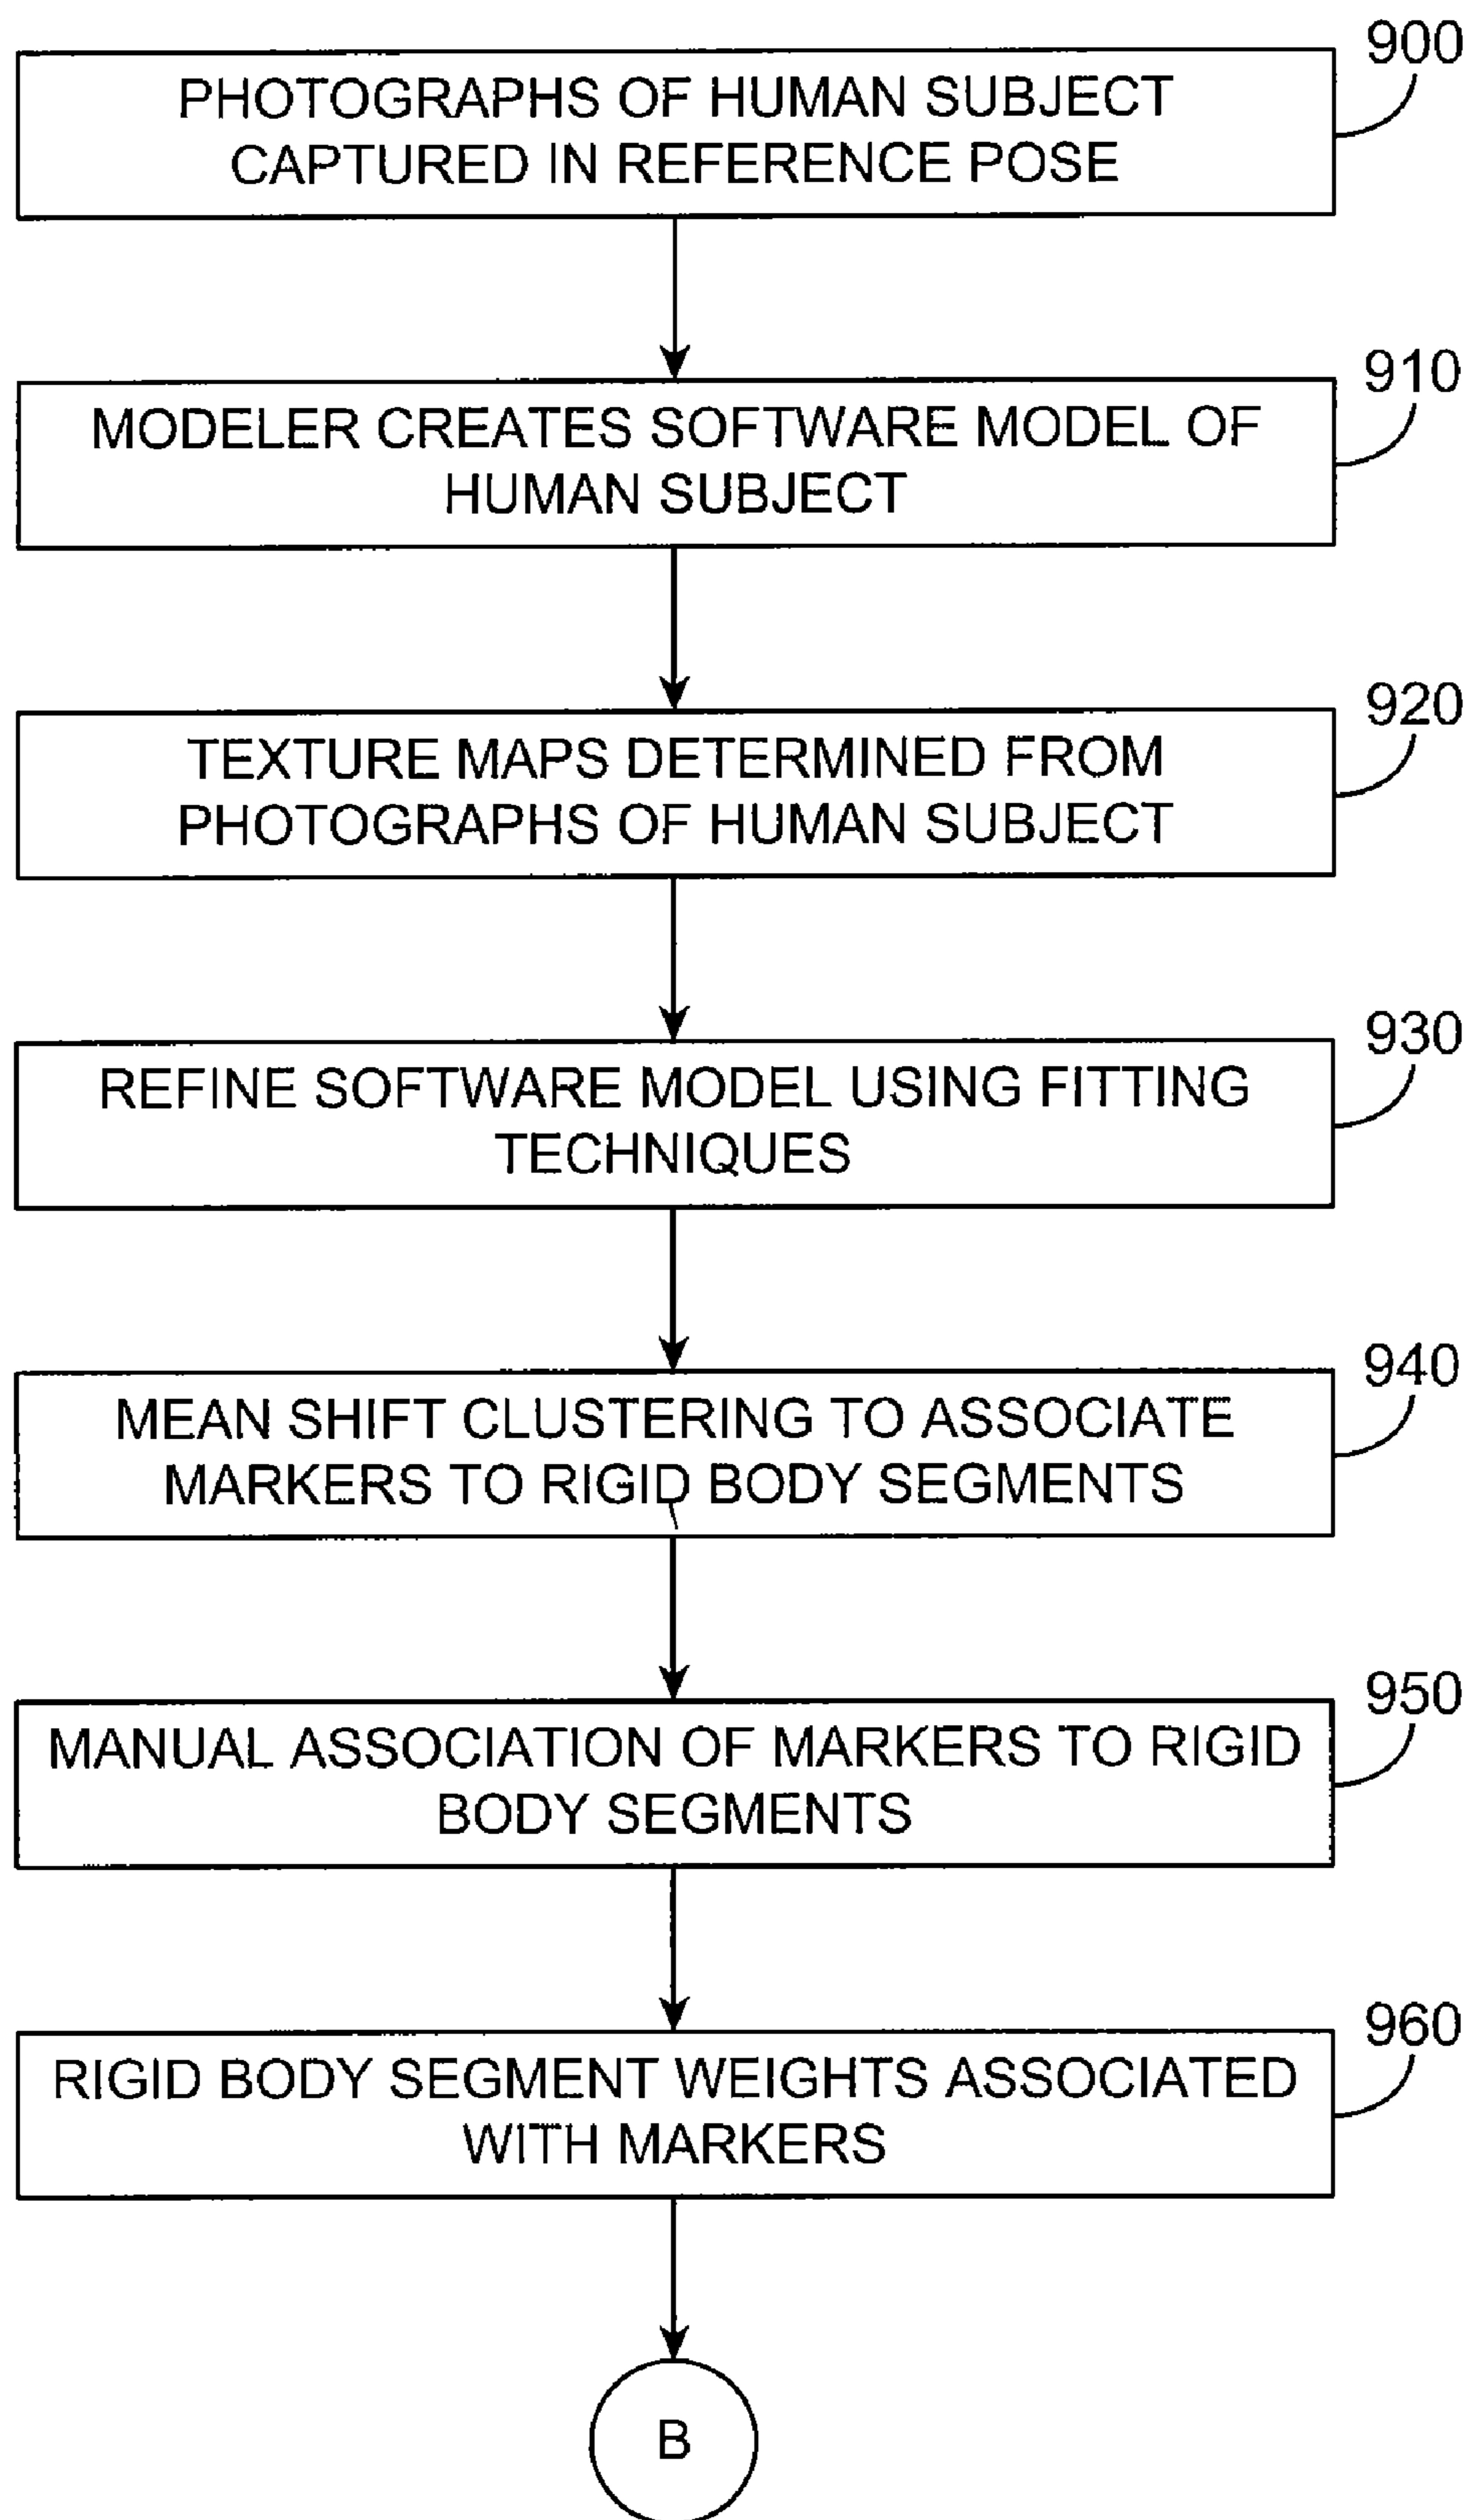 900
PHOTOGRAPHS OF HUMAN SUBJECT
CAPTURED IN REFERENCE POSE
910
MODELER CREATES SOFTWARE MODEL OF
HUMAN SUBJECT
920
TEXTURE MAPS DETERMINED FROM
PHOTOGRAPHS OF HUMAN SUBJECT
930
REFINE SOFTWARE MODEL USING FITTING
TECHNIQUES
940
MEAN SHIFT CLUSTERING TO ASSOCIATE
MARKERS TO RIGID BODY SEGMENTS
950
MANUAL ASSOCIATION OF MARKERS TO RIGID
BODY SEGMENTS
960
RIGID BODY SEGMENT WEIGHTS ASSOCIATED
WITH MARKERS
B